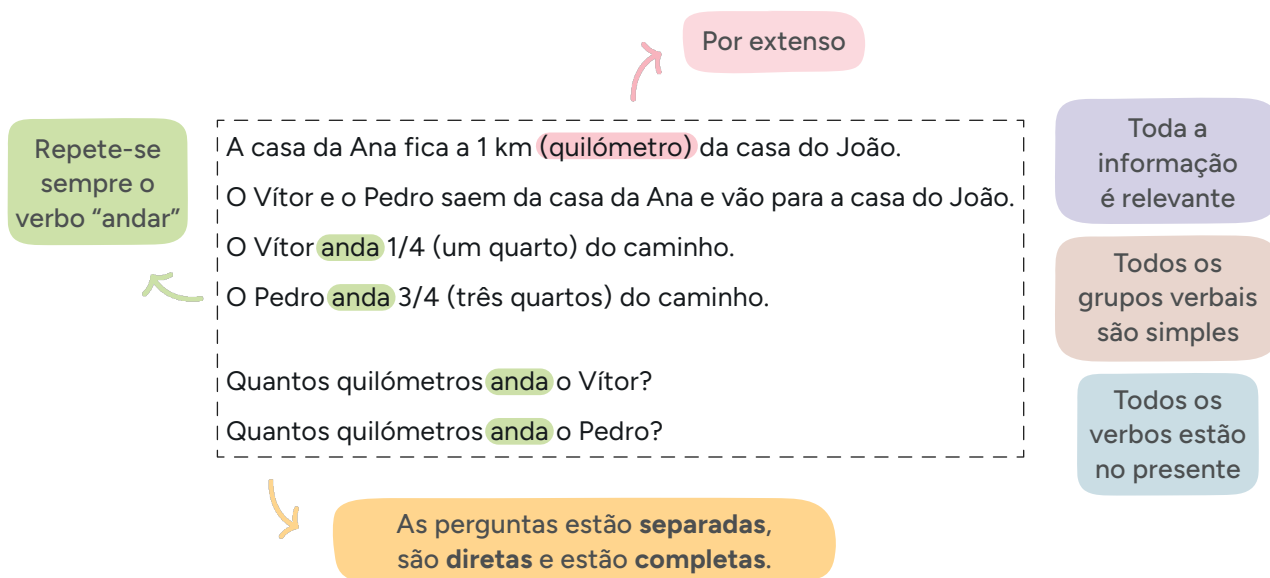 Por extenso
Repete-se
sempre o
verbo “andar”
A casa da Ana fica a 1 km (quilómetro) da casa do João.
O Vítor e o Pedro saem da casa da Ana e vão para a casa do João.
O Vítor anda 1/4 (um quarto) do caminho.
O Pedro anda 3/4 (três quartos) do caminho.
Quantos quilómetros anda o Vítor?
Quantos quilómetros anda o Pedro?
Toda a
informação
é relevante
Todos os
grupos verbais
são simples
Todos os
verbos estão
no presente
As perguntas estão separadas,
são diretas e estão completas.